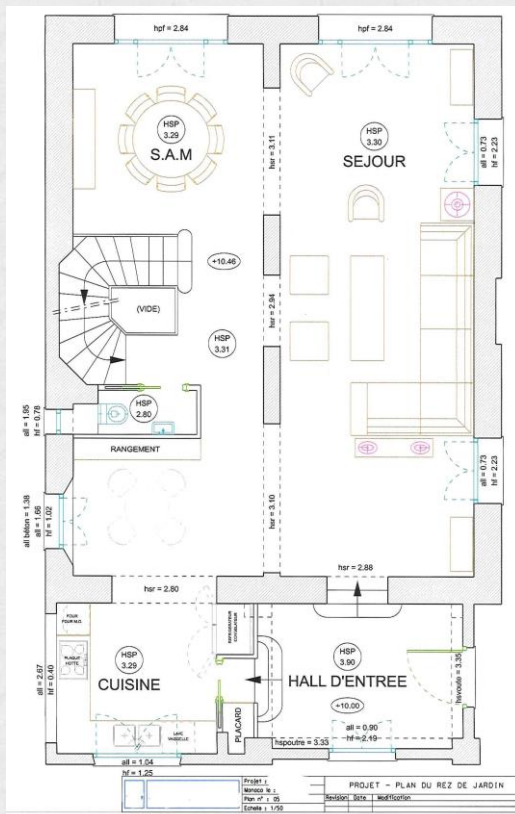 hpf = 2.84
hpf = 2.84
HSP
3.29
S.A.M
hsr = 3.11
HSP
3.30
SEJOUR
all = 0.73
hf = 2.23
+10.46
(VIDE)
hsr = 2.94
HSP
3.31
HSP
2.80
all = 1.95
hf = 0.78
RANGEMENT
all béton = 1.38
all = 1.66
hf = 1.02
hsr = 3.10
all = 0.73
hf = 2.23
hsr = 2.80
hsr = 2.88
FOUR
FOUR M.O.
REFRIGERATEUR
CONGELATEUR
PLAQUE
HOTTE
HSP
3.29
CUISINE
HSP
3.90
HALL D'ENTREE
hsvoute = 3.35
all = 2.67
hf = 0.40
+10.00
PLACARD
LAVE
VAISSELLE
all = 0.90
hf = 2.19
hspoutre = 3.33
all = 1.04
hf = 1.25
Projet :
Monaco le :
Plan n° : 05
Echelle : 1/50
PROJET - PLAN DU REZ DE JARDIN
Revision Date Modification